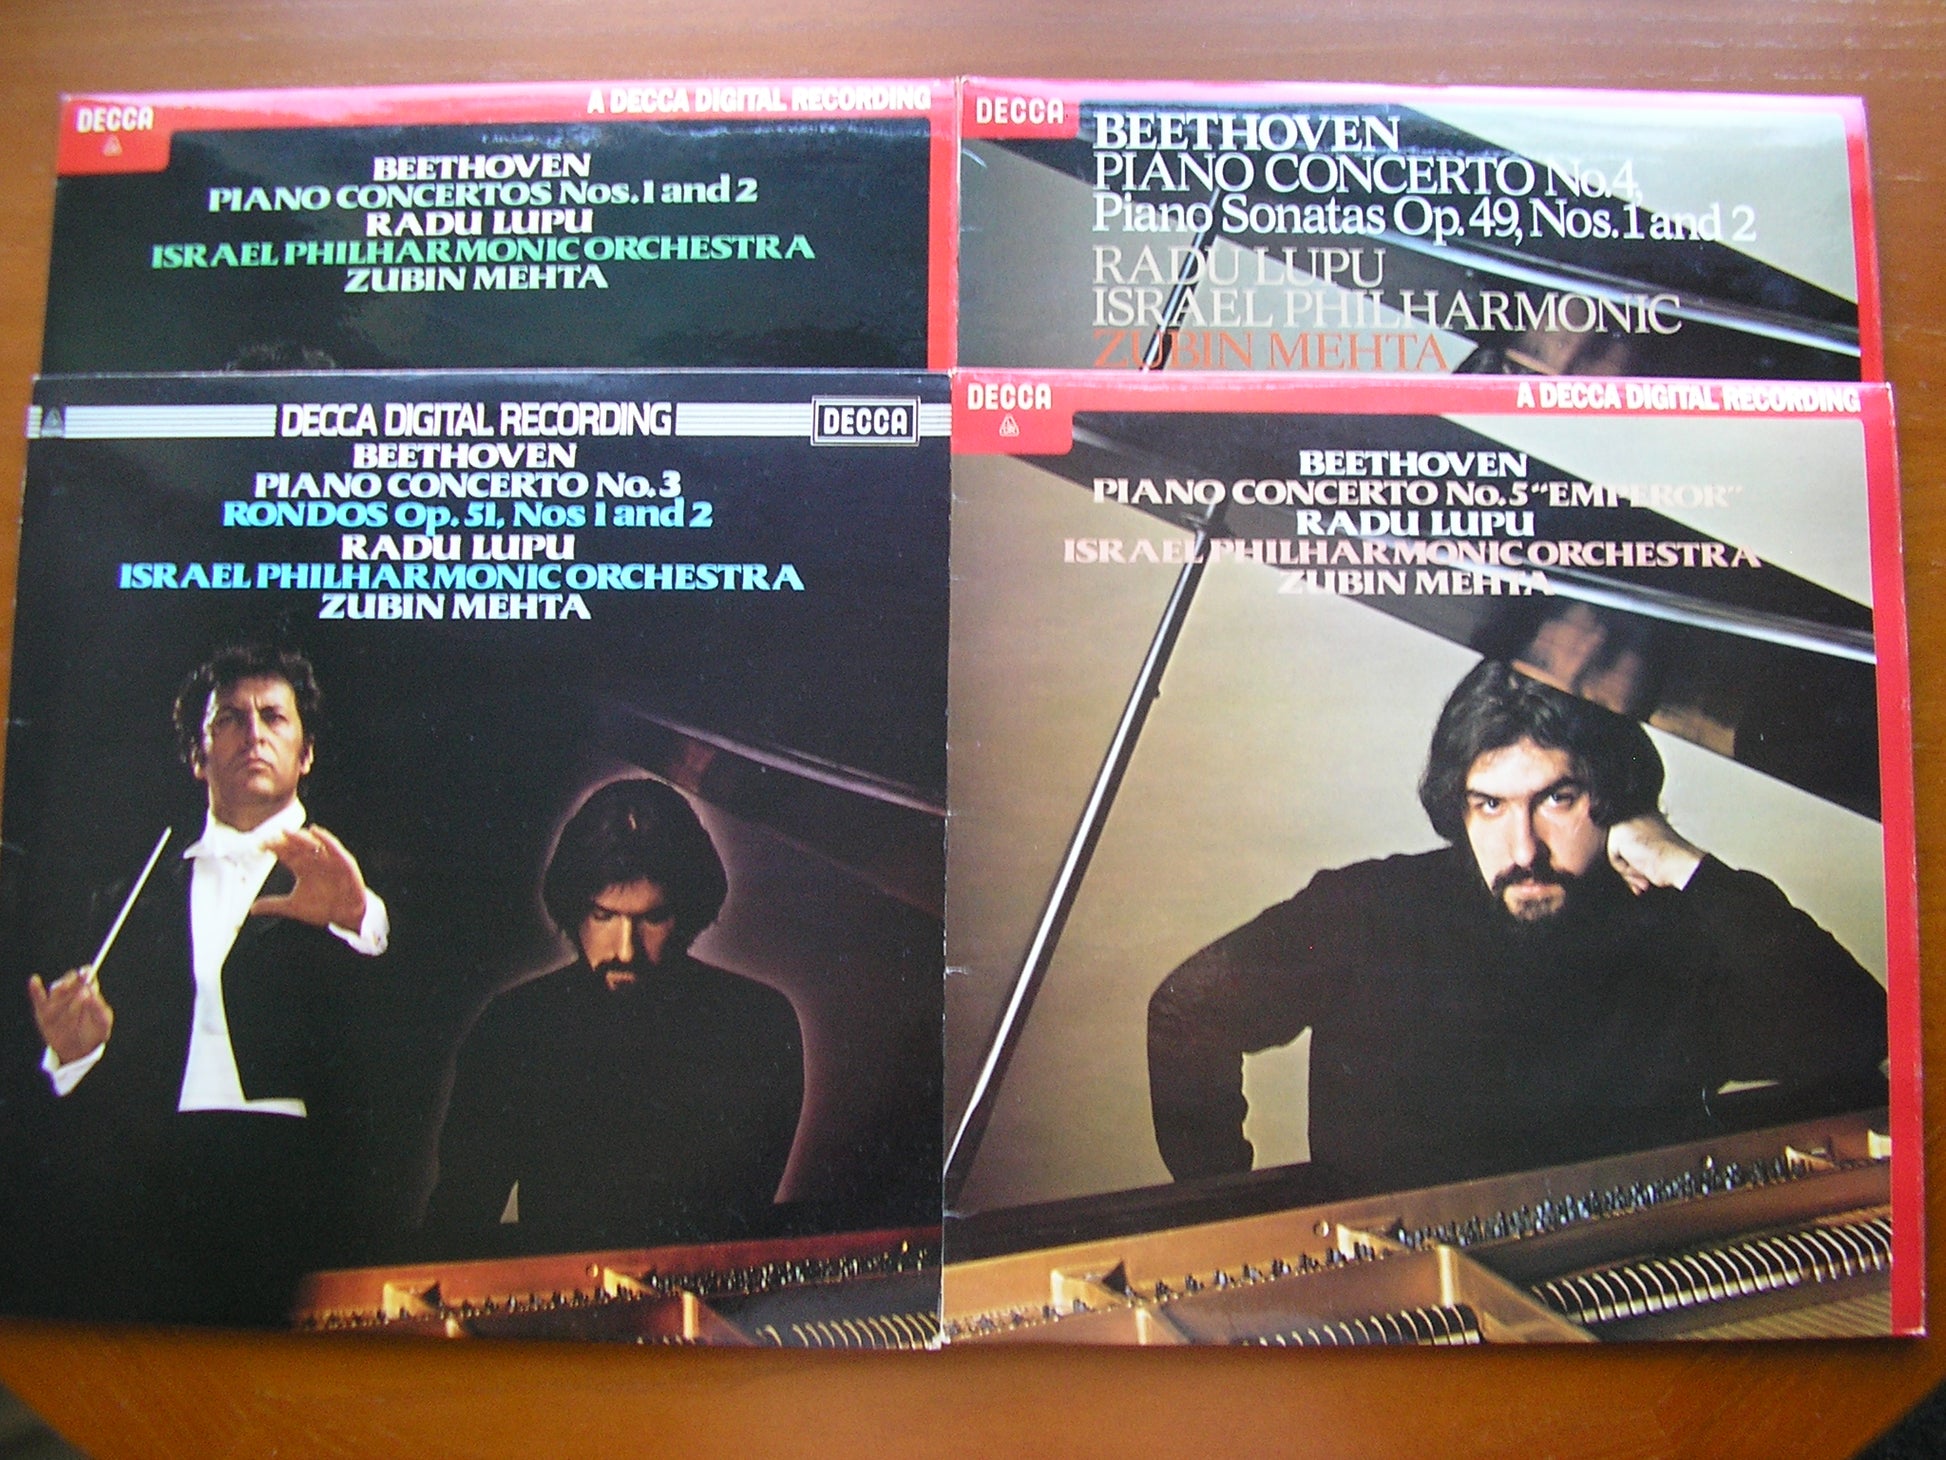 DECCA
A DECCA DIGITAL RECORDING
BEETHOVEN
PIANO CONCERTOS Nos. 1 and 2
RADU LUPU
ISRAEL PHILHARMONIC ORCHESTRA
ZUBIN MEHTA
DECCA
BEETHOVEN
PIANO CONCERTO No. 4,
Piano Sonatas Op. 49, Nos. 1 and 2
RADU LUPU
ISRAEL PHILHARMONIC
ZUBIN MEHTA
DECCA DIGITAL RECORDING
DECCA
BEETHOVEN
PIANO CONCERTO No. 3
RONDOS Op. 51, Nos 1 and 2
RADU LUPU
ISRAEL PHILHARMONIC ORCHESTRA
ZUBIN MEHTA
DECCA
A DECCA DIGITAL RECORDING
BEETHOVEN
PIANO CONCERTO No. 5 “EMPEROR”
RADU LUPU
ISRAEL PHILHARMONIC ORCHESTRA
ZUBIN MEHTA